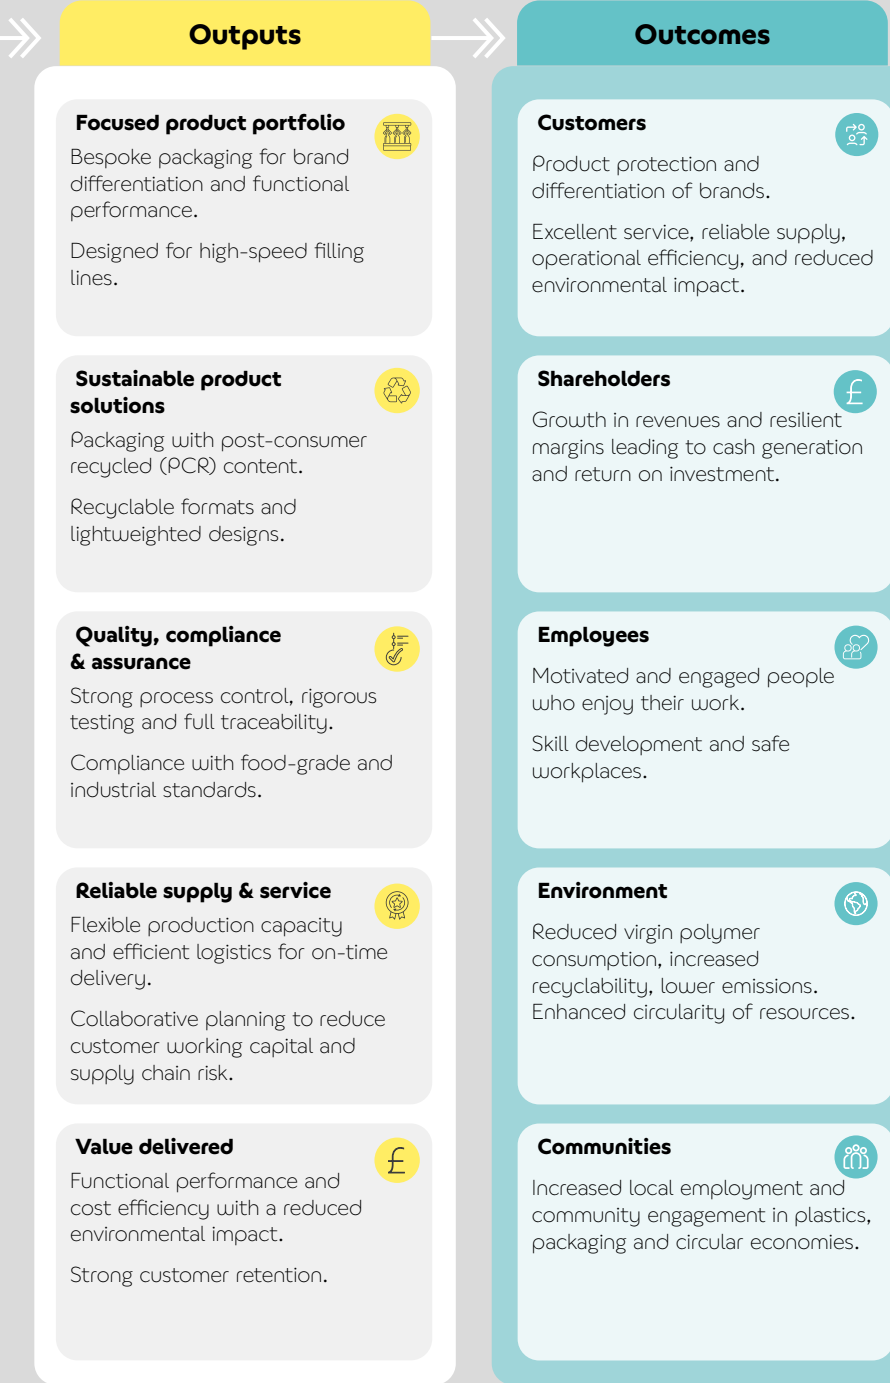 Outputs
Focused product portfolio
Bespoke packaging for brand
differentiation and functional
performance.
Designed for high-speed filling
lines.
Sustainable product
solutions
Packaging with post-consumer
recycled (PCR) content.
Recyclable formats and
lightweighted designs.
Quality, compliance
& assurance
Strong process control, rigorous
testing and full traceability.
Compliance with food-grade and
industrial standards.
Reliable supply & service
Flexible production capacity
and efficient logistics for on-time
delivery.
Collaborative planning to reduce
customer working capital and
supply chain risk.
Value delivered
£
Functional performance and
cost efficiency with a reduced
environmental impact.
Strong customer retention.
Outcomes
Customers
Product protection and
differentiation of brands.
Excellent service, reliable supply,
operational efficiency, and reduced
environmental impact.
Shareholders
£
Growth in revenues and resilient
margins leading to cash generation
and return on investment.
Employees
Motivated and engaged people
who enjoy their work.
Skill development and safe
workplaces.
Environment
Reduced virgin polymer
consumption, increased
recyclability, lower emissions.
Enhanced circularity of resources.
Communities
Increased local employment and
community engagement in plastics,
packaging and circular economies.